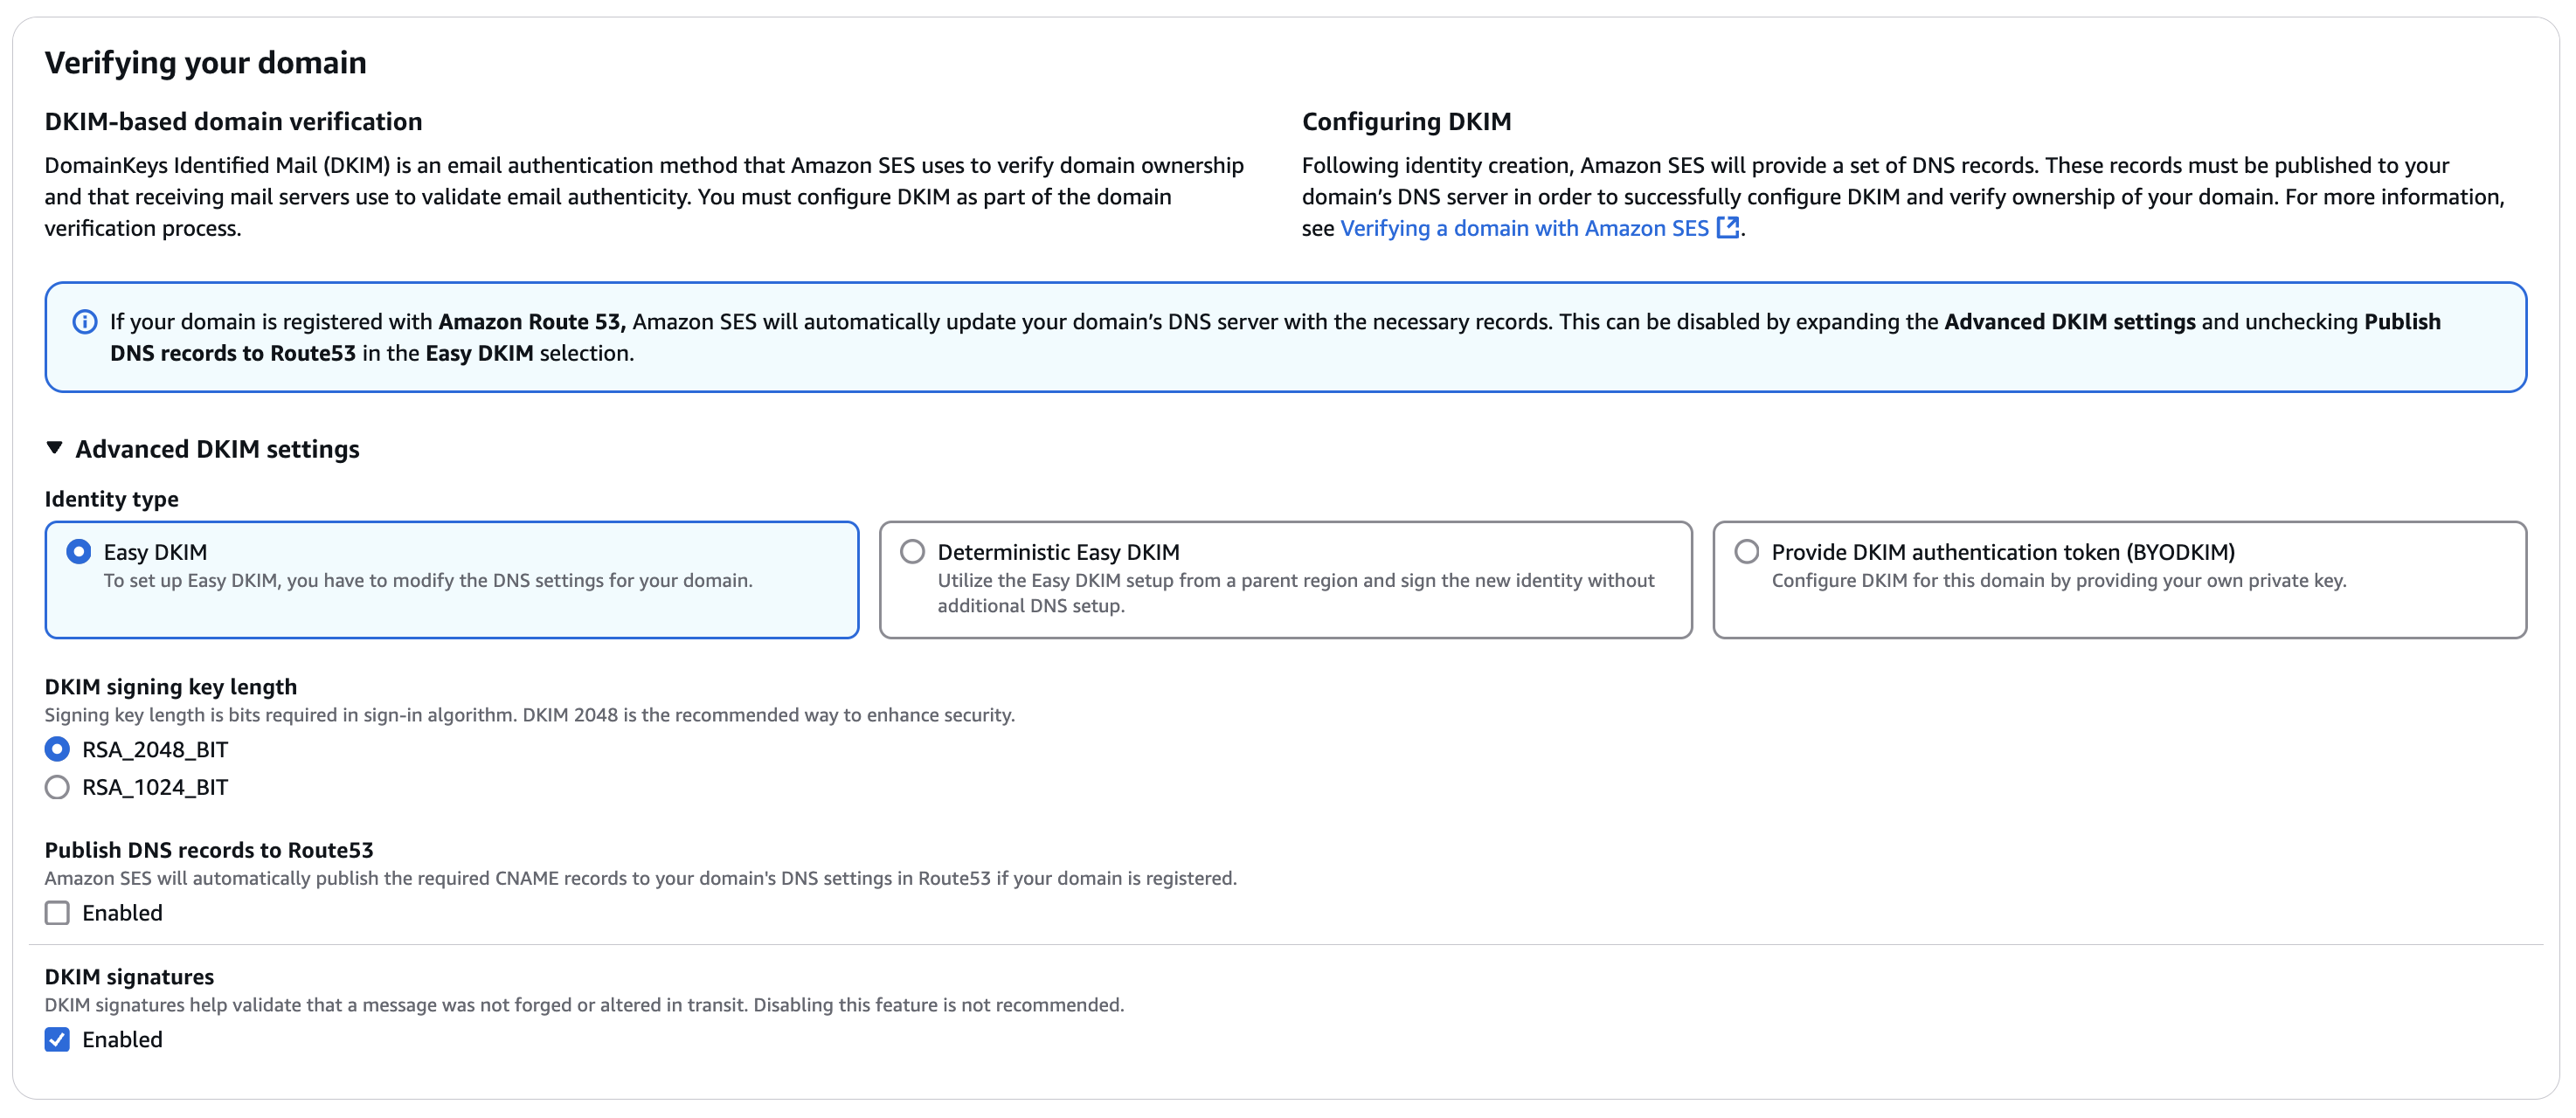 Verifying your domain
DKIM-based domain verification
DomainKeys Identified Mail (DKIM) is an email authentication method that Amazon SES uses to verify domain ownership
and that receiving mail servers use to validate email authenticity. You must configure DKIM as part of the domain
verification process.
Configuring DKIM
Following identity creation, Amazon SES will provide a set of DNS records. These records must be published to your
domain’s DNS server in order to successfully configure DKIM and verify ownership of your domain. For more information,
see Verifying a domain with Amazon SES.
If your domain is registered with Amazon Route 53, Amazon SES will automatically update your domain’s DNS server with the necessary records. This can be disabled by expanding the Advanced DKIM settings and unchecking Publish
DNS records to Route53 in the Easy DKIM selection.
Advanced DKIM settings
Identity type
Easy DKIM
To set up Easy DKIM, you have to modify the DNS settings for your domain.
Deterministic Easy DKIM
Utilize the Easy DKIM setup from a parent region and sign the new identity without
additional DNS setup.
Provide DKIM authentication token (BYODKIM)
Configure DKIM for this domain by providing your own private key.
DKIM signing key length
Signing key length is bits required in sign-in algorithm. DKIM 2048 is the recommended way to enhance security.
RSA_2048_BIT
RSA_1024_BIT
Publish DNS records to Route53
Amazon SES will automatically publish the required CNAME records to your domain's DNS settings in Route53 if your domain is registered.
Enabled
DKIM signatures
DKIM signatures help validate that a message was not forged or altered in transit. Disabling this feature is not recommended.
Enabled